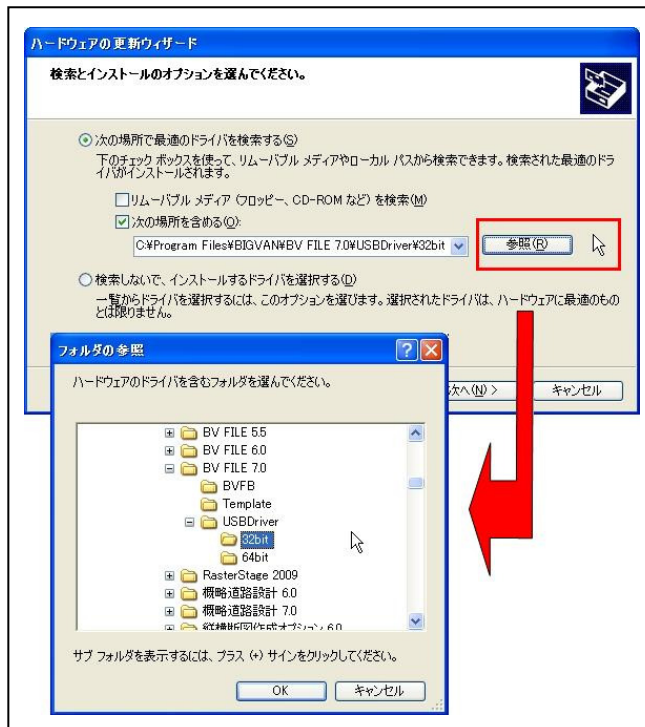 ハードウェアの更新ウィザード
検索とインストールのオプションを選んでください。
次の場所で最適のドライバを検索する(S)
下のチェック ボックスを使って、リムーバブル メディアやローカル パスから検索できます。検索された最適のドラ
イバがインストールされます。
リムーバブル メディア (フロッピー、CD-ROM など) を検索(M)
次の場所を含める(O):
C:¥Program Files¥BIGVAN¥BV FILE 7.0¥USBDriver¥32bit
参照(R)
検索しないで、インストールするドライバを選択する(D)
一覧からドライバを選択するには、このオプションを選びます。選択されたドライバは、ハードウェアに最適のもの
とは限りません。
次へ(N) >
キャンセル
フォルダの参照
ハードウェアのドライバを含むフォルダを選んでください。
BV FILE 5.5
BV FILE 6.0
BV FILE 7.0
BVFB
Template
USBDriver
32bit
64bit
RasterStage 2009
概略道路設計 6.0
概略道路設計 7.0
縦横断図作成オプション 6.0
サブ フォルダを表示するには、プラス (+) サインをクリックしてください。
OK
キャンセル